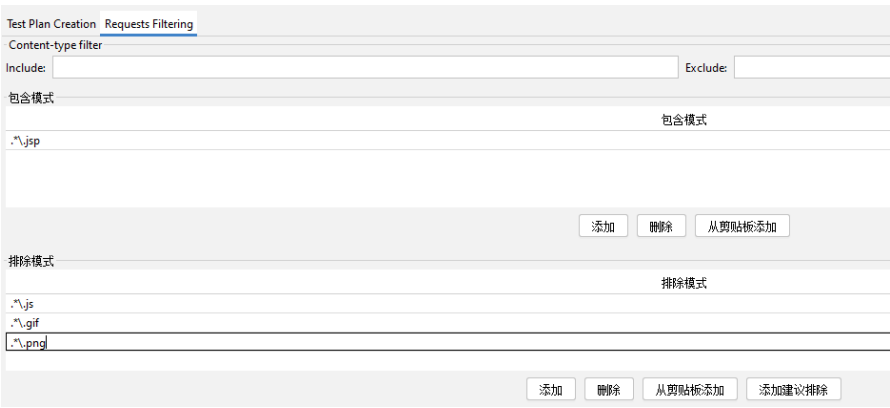 Test Plan Creation Requests Filtering
Content-type filter
Include: Exclude:
包含模式
包含模式
.*\.jsp
添加 删除 从剪贴板添加
排除模式
排除模式
.*\.js
.*\.gif
.*\.png
添加 删除 从剪贴板添加 添加建议排除